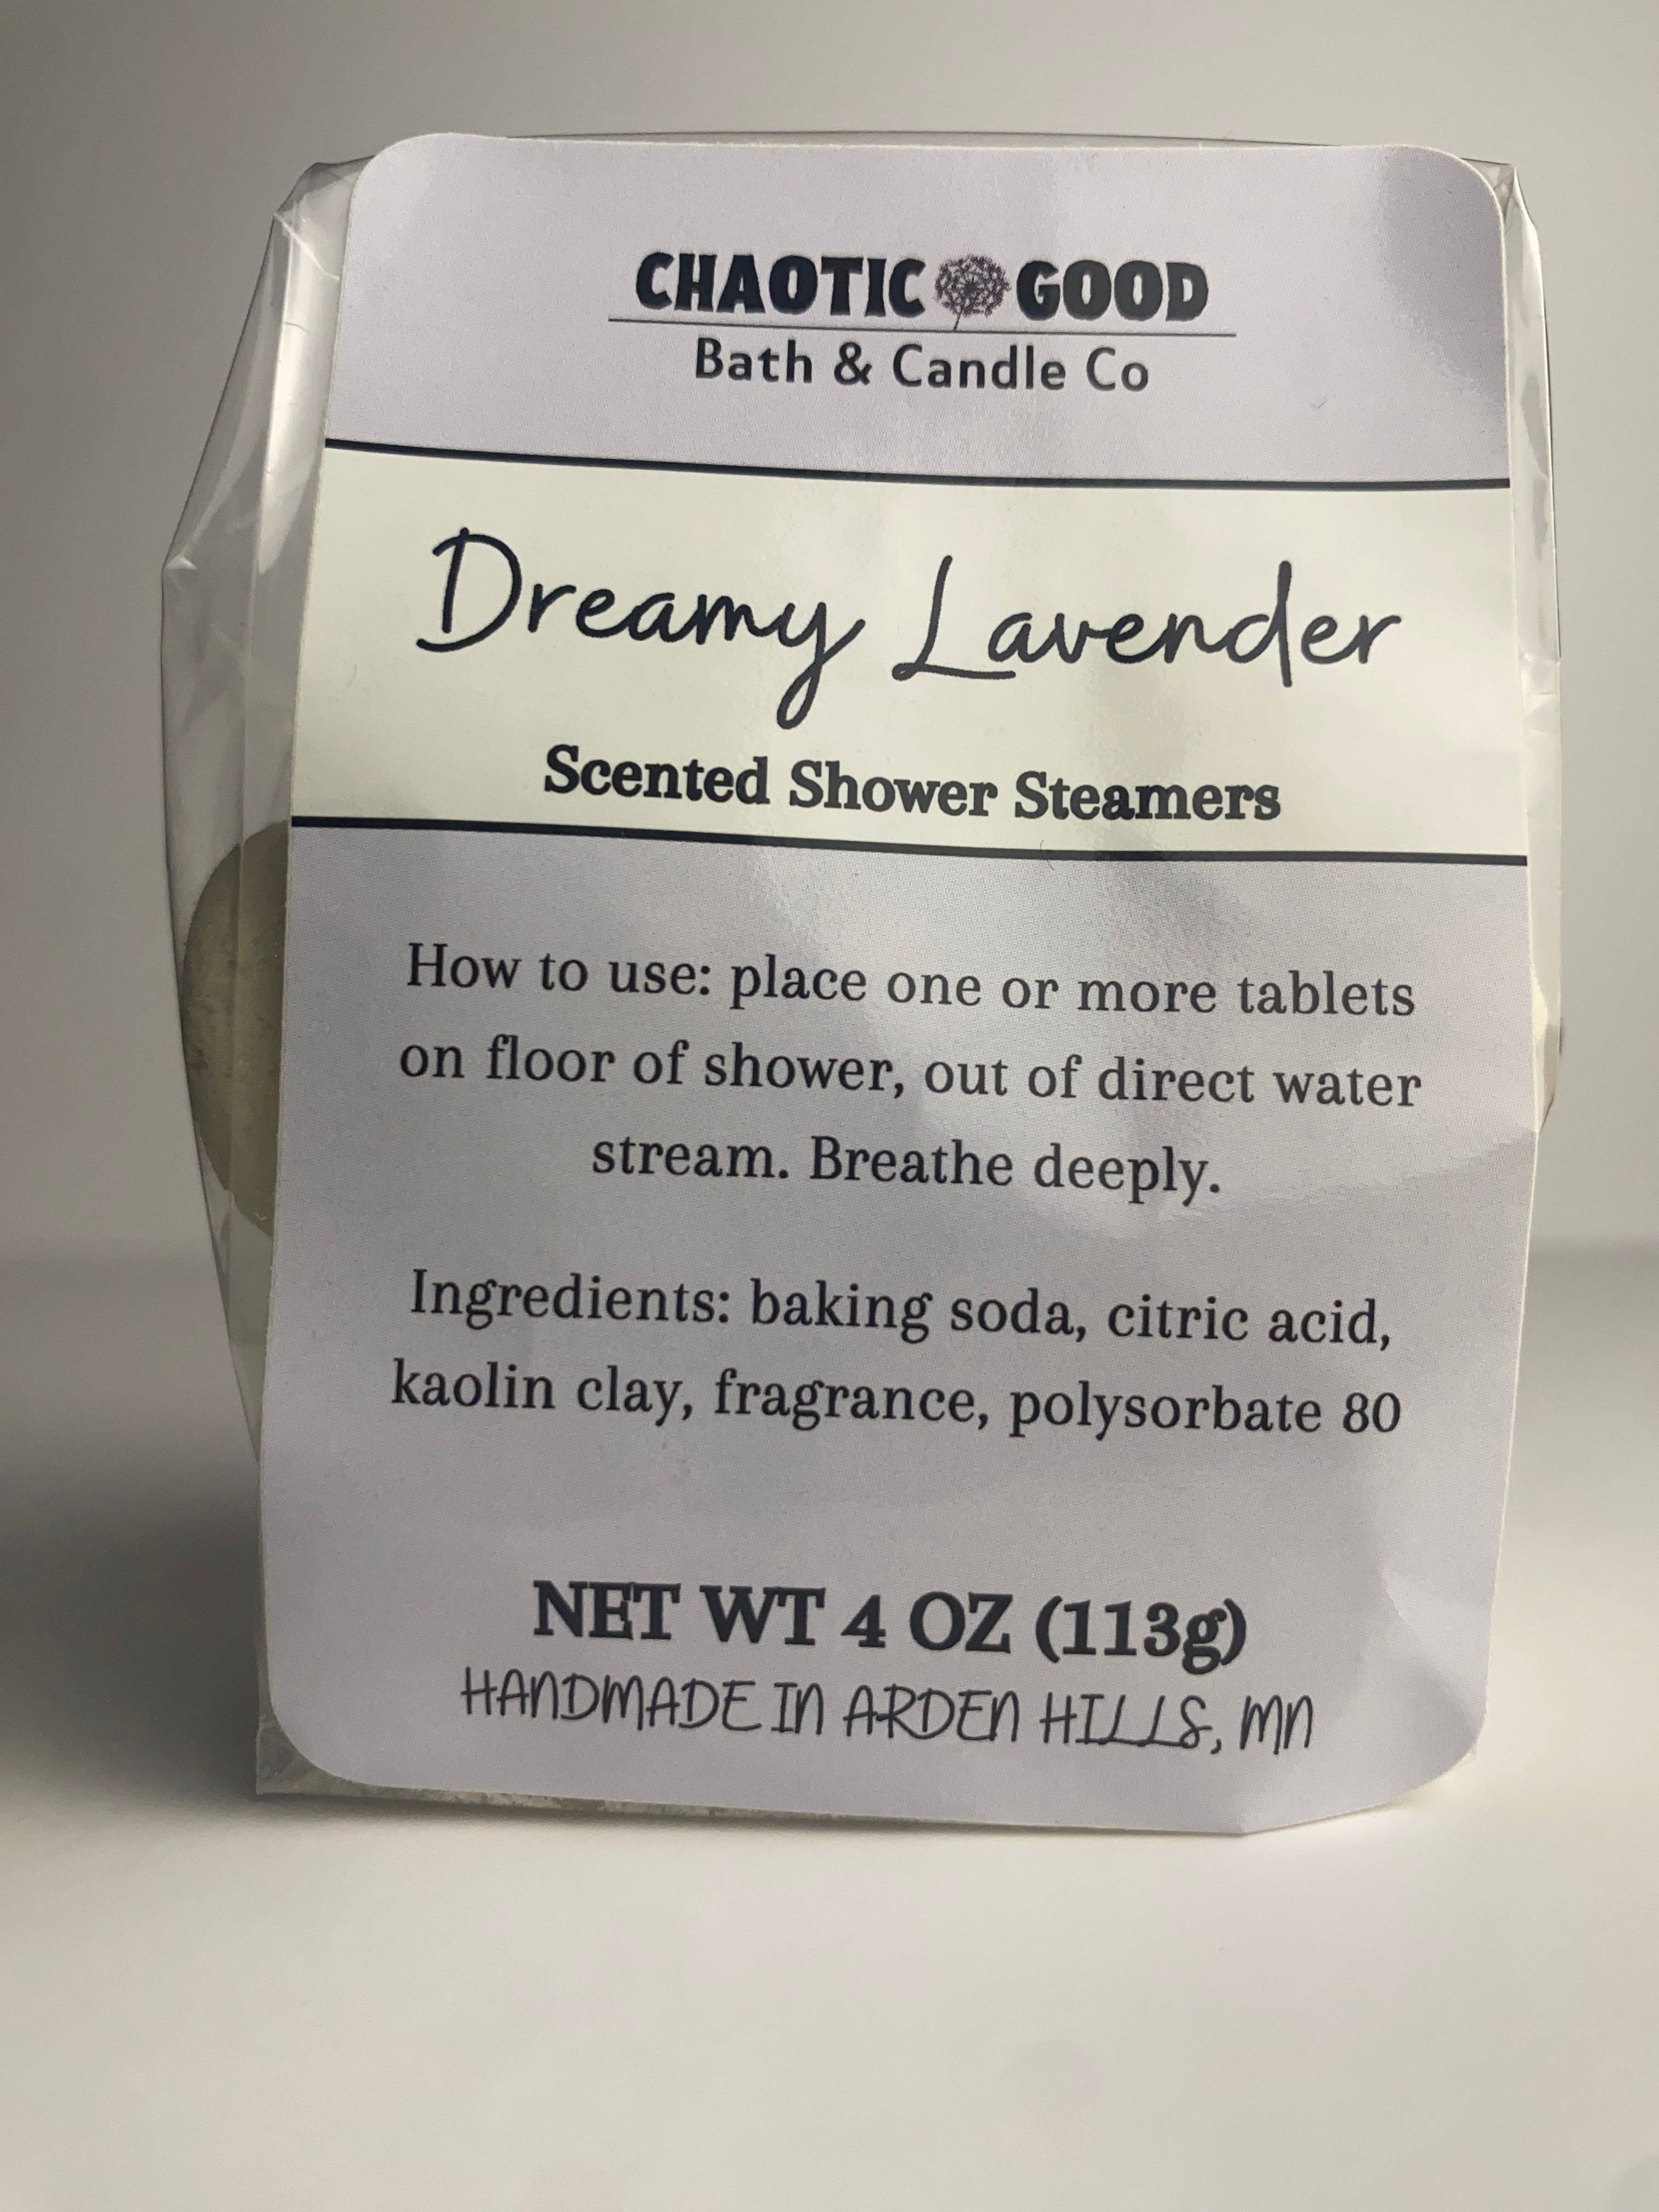 CHAOTIC GOOD
Bath & Candle Co
Dreamy Lavender
Scented Shower Steamers
How to use: place one or more tablets
on floor of shower, out of direct water
stream. Breathe deeply.
Ingredients: baking soda, citric acid,
kaolin clay, fragrance, polysorbate 80
NET WT 4 OZ (113g)
HANDMADE IN ARDEN HILLS, MN